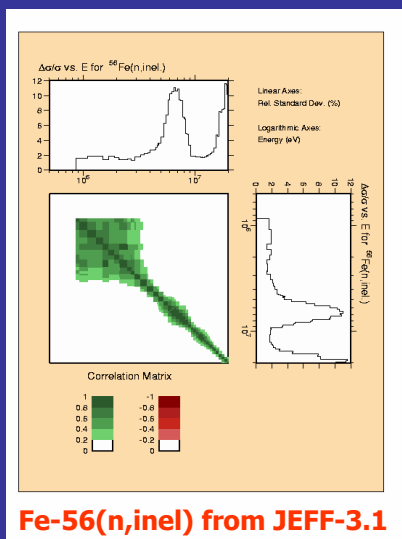 Δσ/σ vs. E for ⁵⁶Fe(n,inel.)
12
10
8
6
4
2
0
10⁶
10⁷
Linear Axes:
Rel. Standard Dev. (%)
Logarithmic Axes:
Energy (eV)
0 2 4 6 8 10 12
10⁶
10⁷
Δσ/σ vs. E for ⁵⁶Fe(n,inel.)
Correlation Matrix
1 -1
0.8 -0.8
0.6 -0.6
0.4 -0.4
0.2 -0.2
0 0
Fe-56(n,inel) from JEFF-3.1